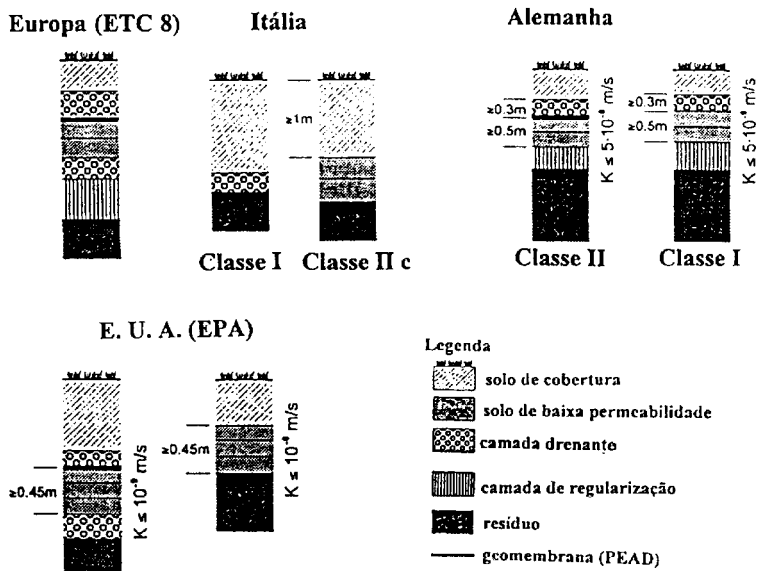 Europa (ETC 8)
Itália
Alemanha
≥1m
≥0.3m
≥0.5m
K ≤ 5·10⁻⁹ m/s
≥0.3m
≥0.5m
K ≤ 5·10⁻⁹ m/s
Classe I
Classe II c
Classe II
Classe I
E. U. A. (EPA)
≥0.45m
K ≤ 10⁻⁹ m/s
≥0.45m
K ≤ 10⁻⁹ m/s
Legenda
solo de cobertura
solo de baixa permeabilidade
camada drenanto
camada de regularização
resíduo
geomembrana (PEAD)